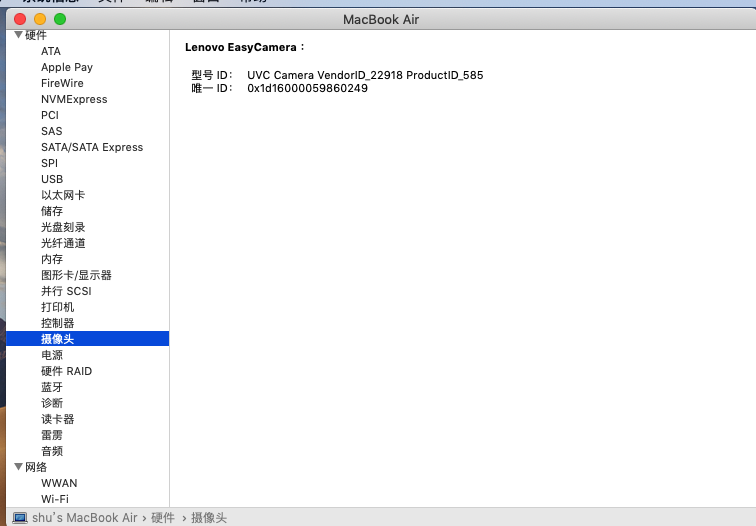 MacBook Air
硬件
ATA
Apple Pay
FireWire
NVMExpress
PCI
SAS
SATA/SATA Express
SPI
USB
以太网卡
储存
光盘刻录
光纤通道
内存
图形卡/显示器
并行 SCSI
打印机
控制器
摄像头
电源
硬件 RAID
蓝牙
诊断
读卡器
雷雳
音频
网络
WWAN
Wi-Fi
Lenovo EasyCamera：
型号 ID： UVC Camera VendorID_22918 ProductID_585
唯一 ID： 0x1d16000059860249
shu's MacBook Air › 硬件 › 摄像头